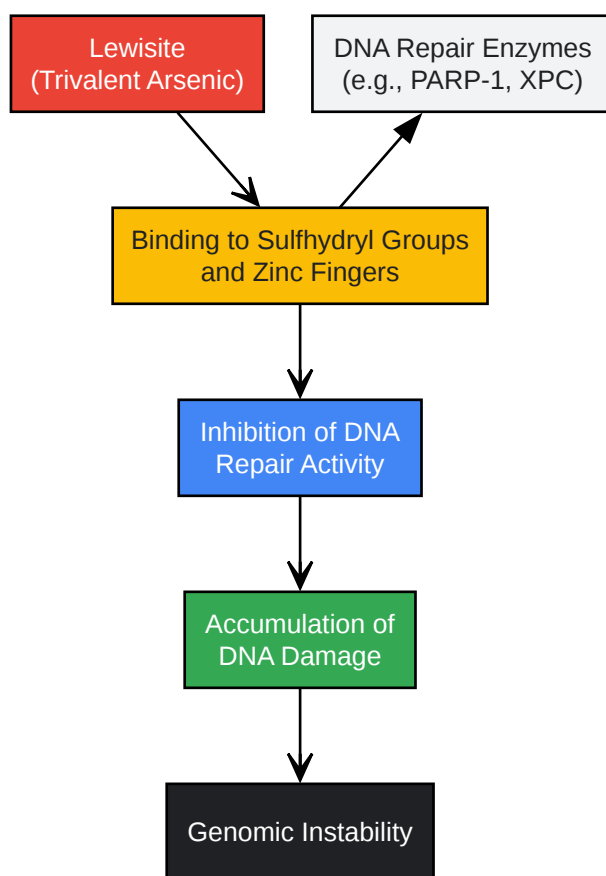 Lewisite
(Trivalent Arsenic)
DNA Repair Enzymes
(e.g., PARP-1, XPC)
Binding to Sulfhydryl Groups
and Zinc Fingers
Inhibition of DNA
Repair Activity
Accumulation of
DNA Damage
Genomic Instability